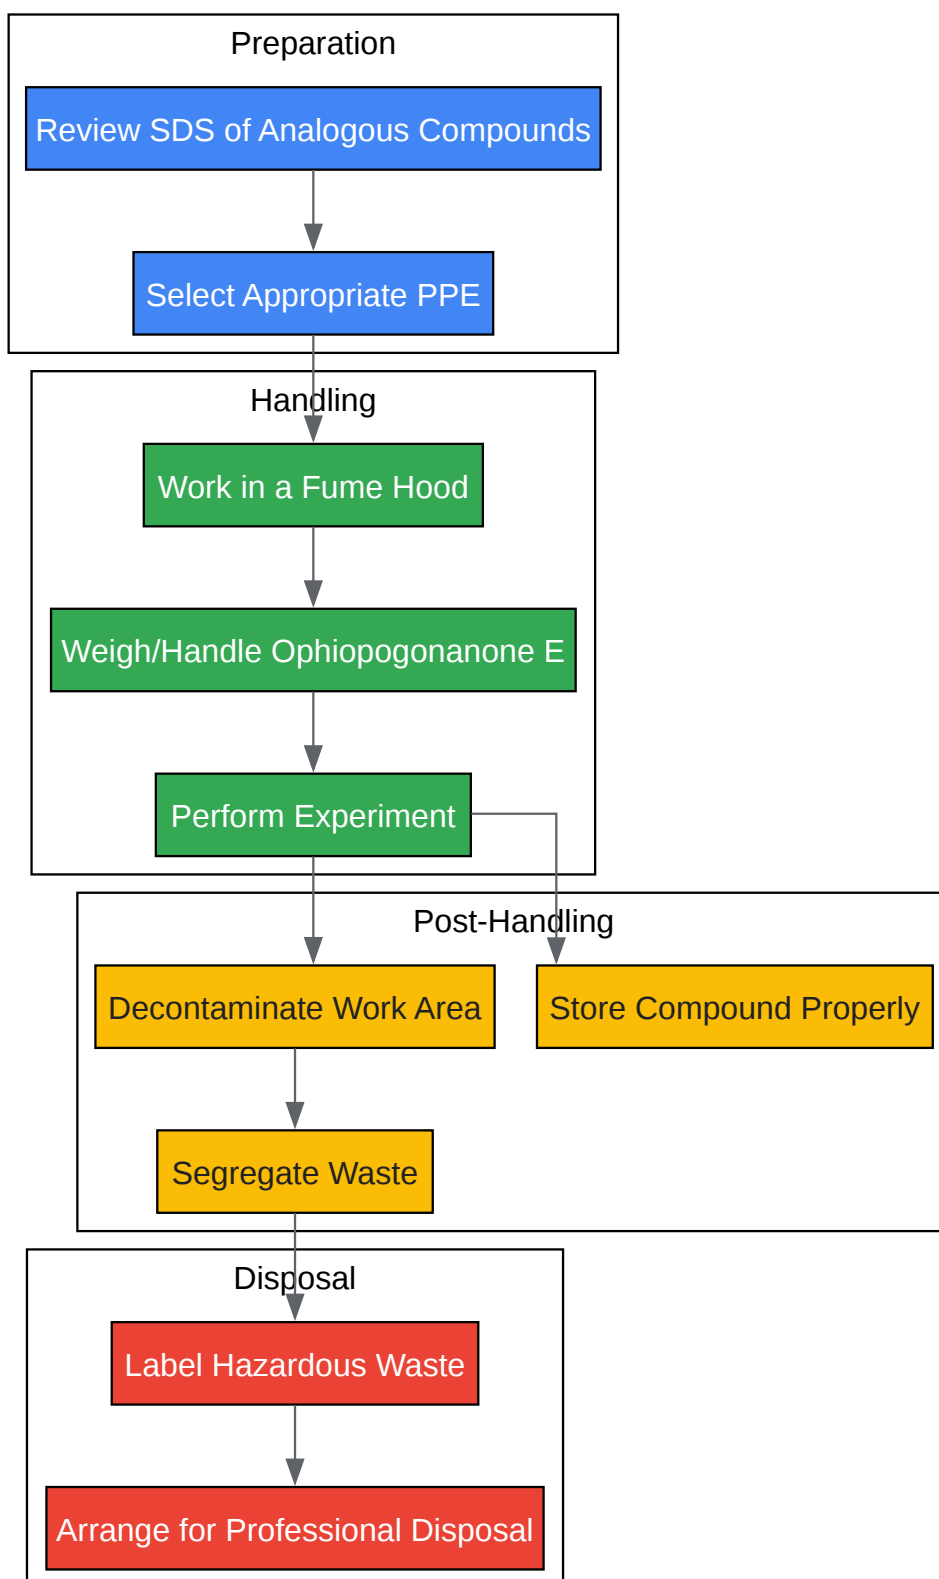 Preparation
Review SDS of Analogous Compounds
Select Appropriate PPE
Handling
Work in a Fume Hood
Weigh/Handle Ophiopogonanone E
Perform Experiment
Post-Handling
Decontaminate Work Area
Store Compound Properly
Segregate Waste
Disposal
Label Hazardous Waste
Arrange for Professional Disposal